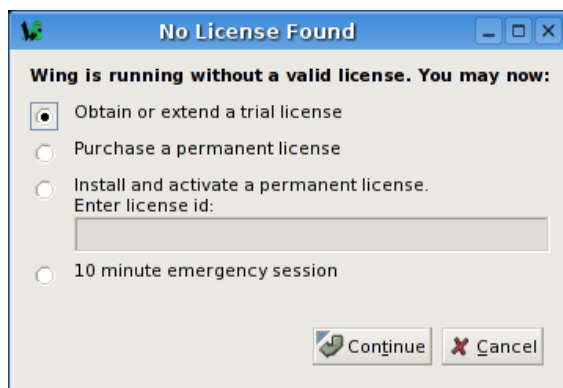 No License Found
Wing is running without a valid license. You may now:
Obtain or extend a trial license
Purchase a permanent license
Install and activate a permanent license.
Enter license id:
10 minute emergency session
Continue
Cancel